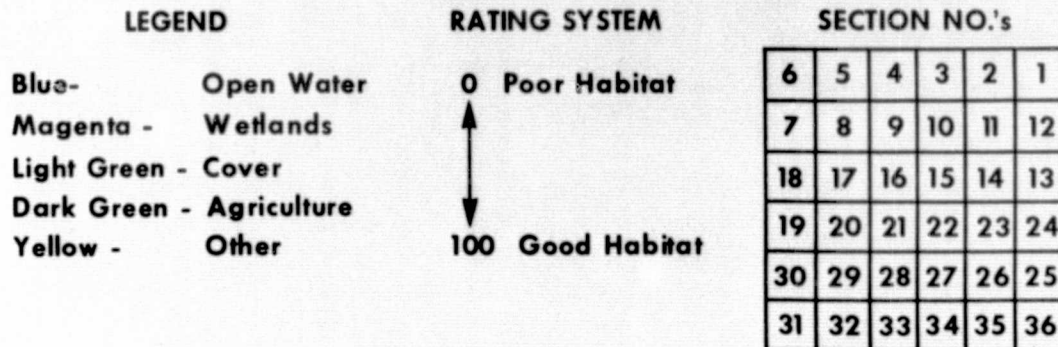 LEGEND
Blue- Open Water
Magenta - Wetlands
Light Green - Cover
Dark Green - Agriculture
Yellow - Other
RATING SYSTEM
0 Poor Habitat
100 Good Habitat
SECTION NO.'s
6 5 4 3 2 1
7 8 9 10 11 12
18 17 16 15 14 13
19 20 21 22 23 24
30 29 28 27 26 25
31 32 33 34 35 36